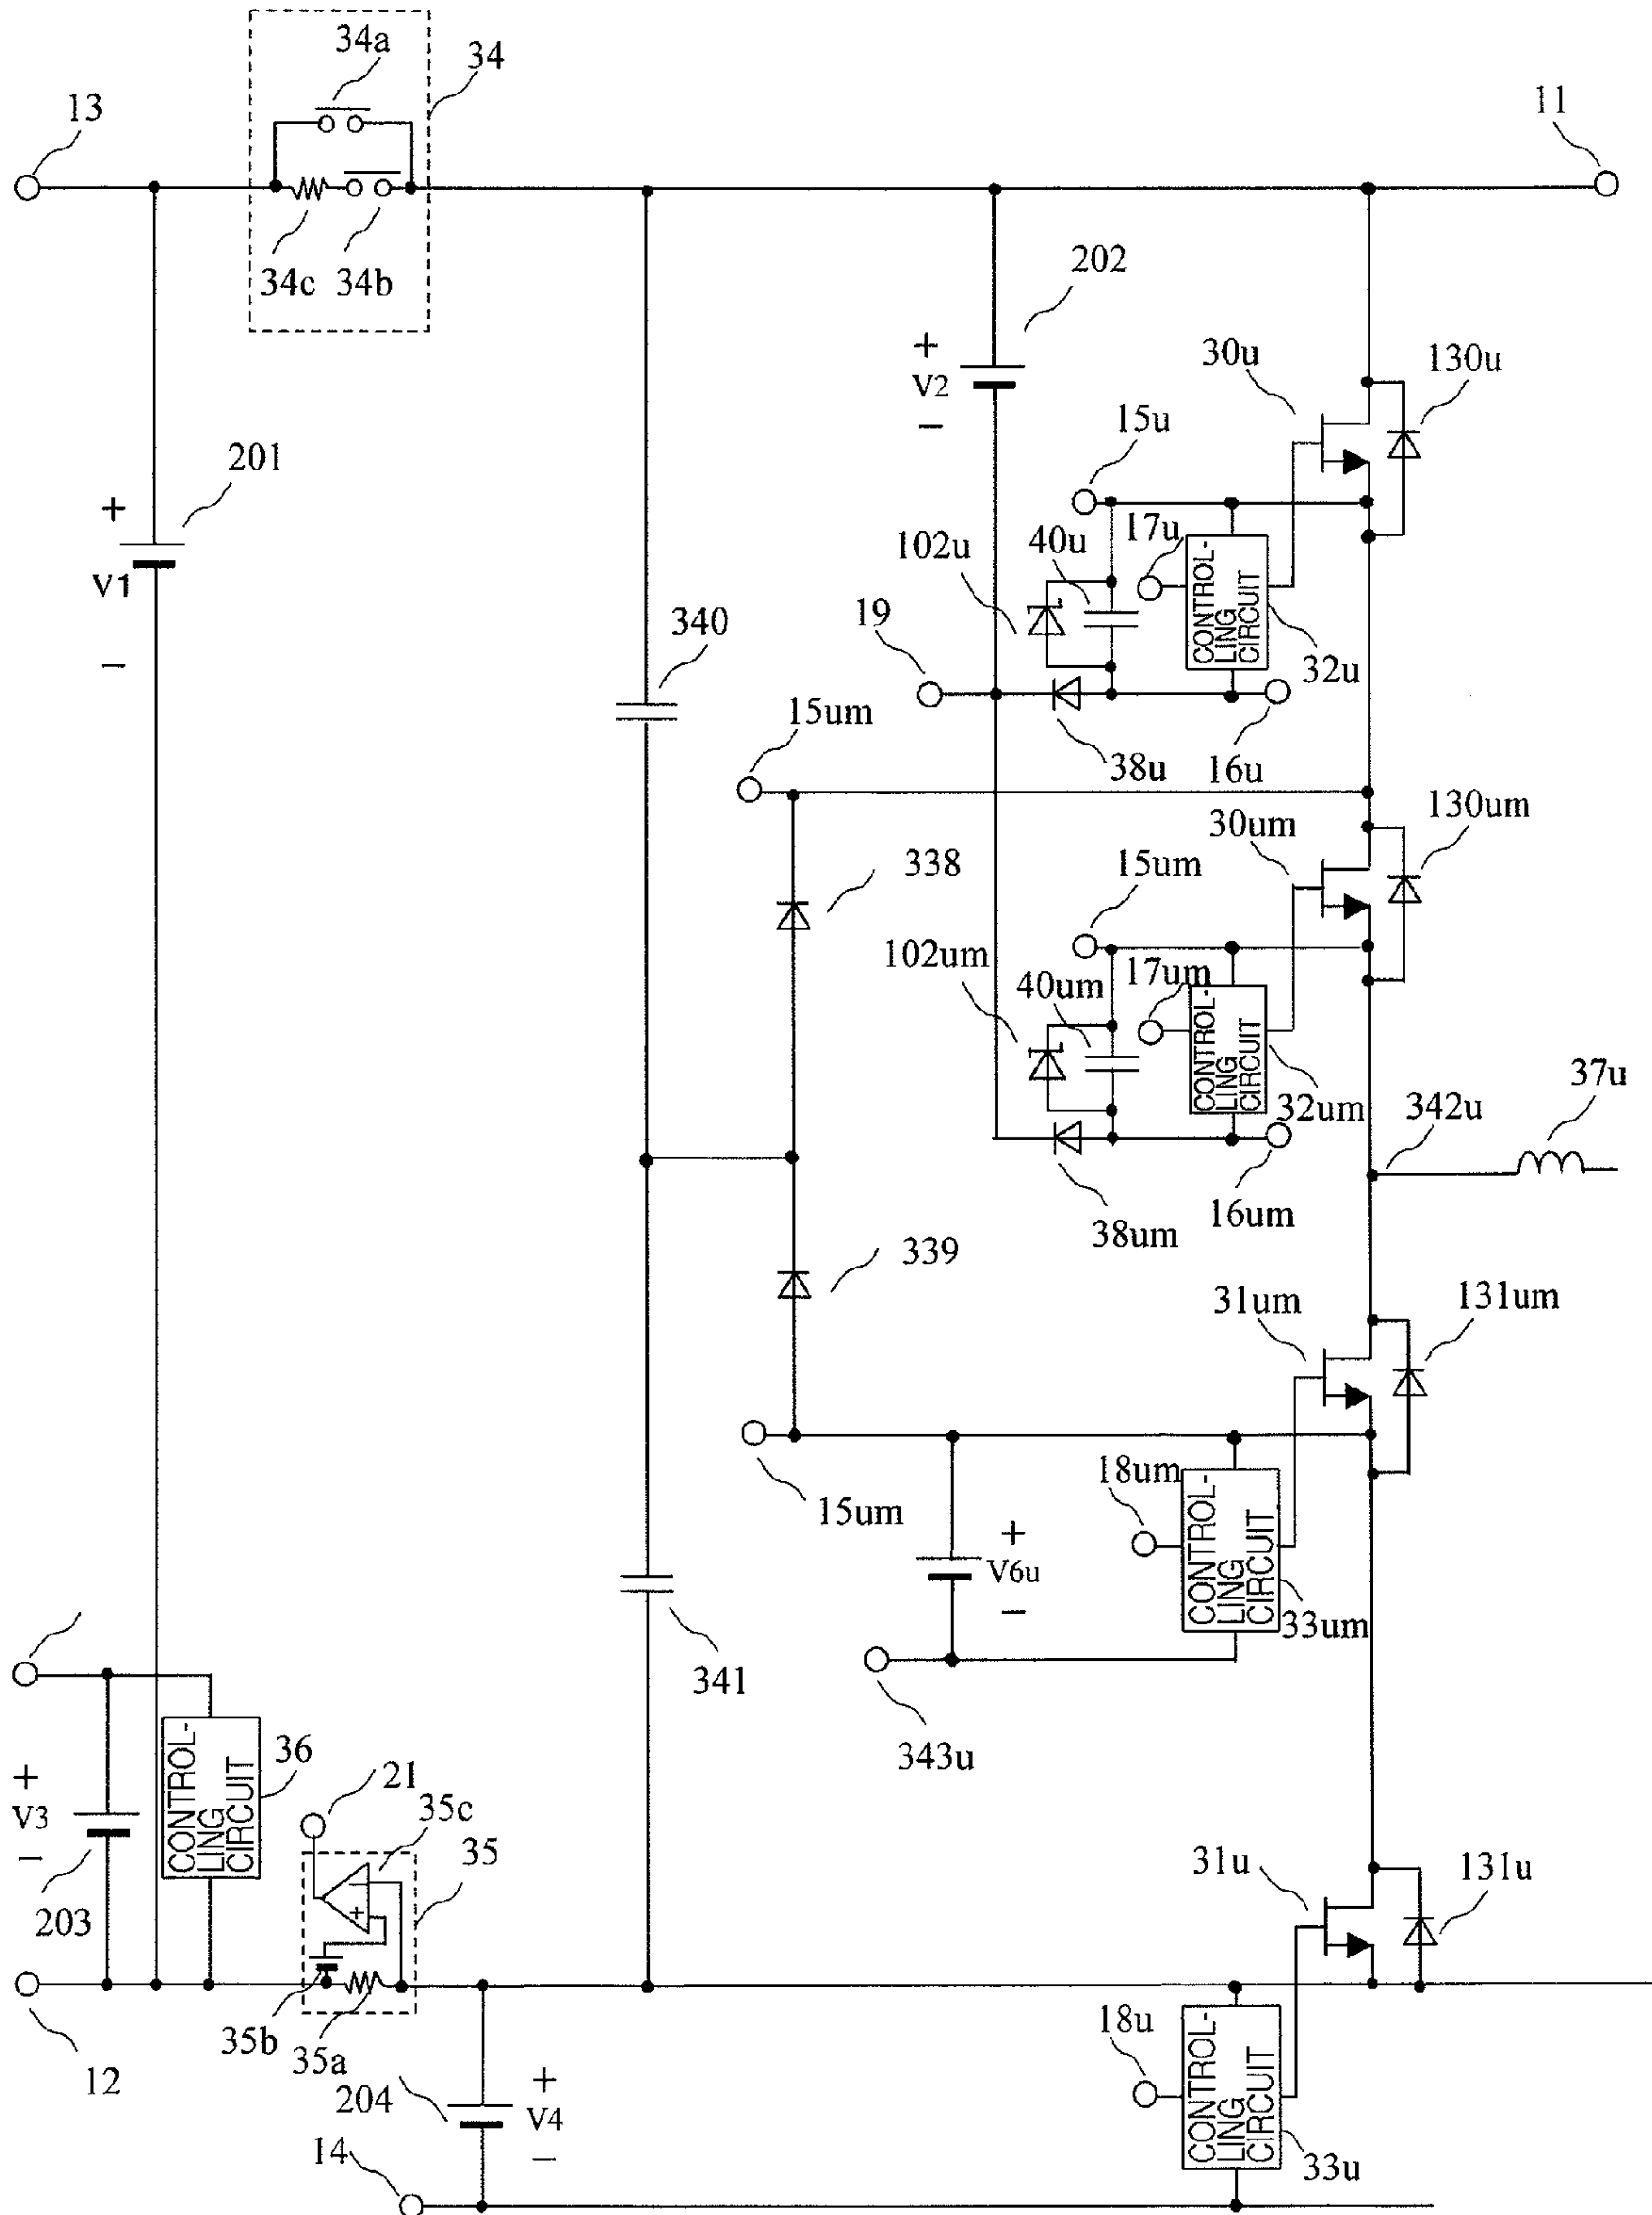 34a
34
13
11
34c
34b
202
+
V2
−
30u
130u
15u
201
+
V1
−
102u
40u
17u
CONTROL-
LING
CIRCUIT
19
32u
340
15um
38u
16u
30um
130um
338
15um
102um
40um
17um
CONTROL-
LING
CIRCUIT
32um
37u
342u
16um
38um
339
31um
131um
18um
CONTROL-
LING
CIRCUIT
15um
+
V6u
−
33um
341
343u
CONTROL-
LING
CIRCUIT
36
+
V3
−
21
35c
35
203
+
−
31u
131u
35b
35a
12
18u
CONTROL-
LING
CIRCUIT
204
+
V4
−
14
33u